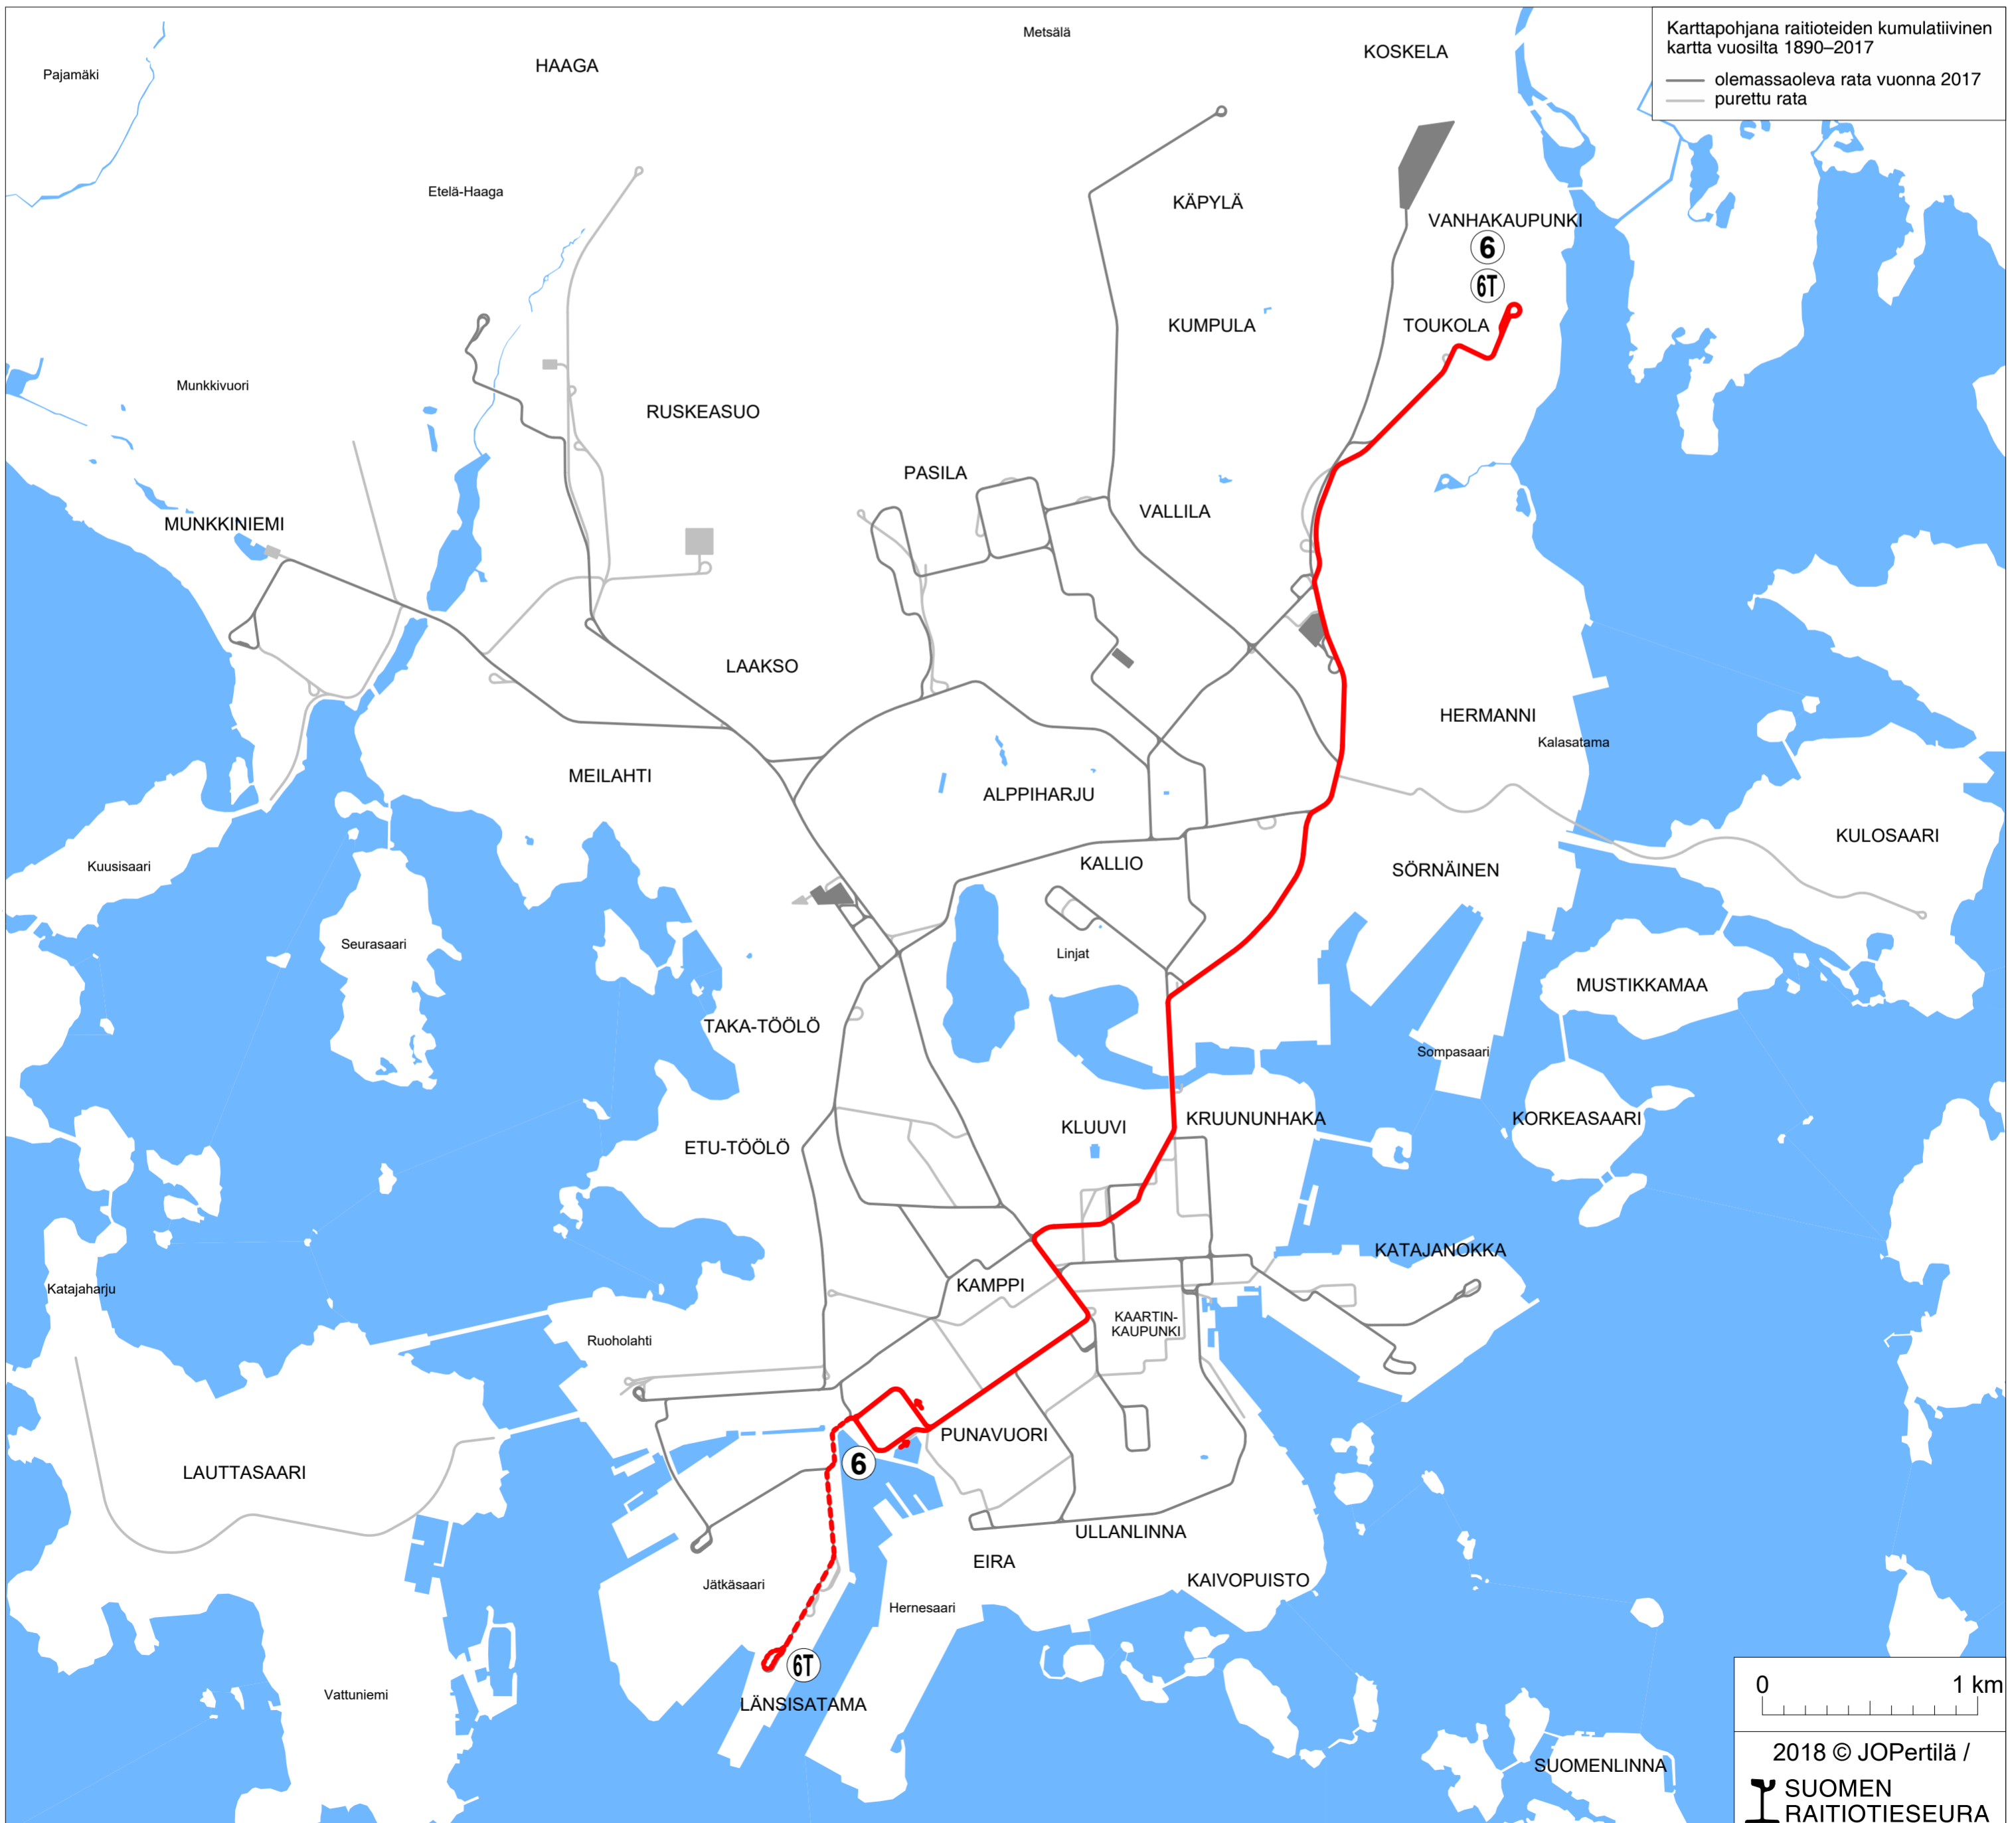 Metsälä
KOSKELA
Karttapohjana raitioteiden kumulatiivinen
kartta vuosilta 1890–2017
olemassaoleva rata vuonna 2017
purettu rata
Pajamäki
HAAGA
Etelä-Haaga
KÄPYLÄ
VANHAKAUPUNKI
6
6T
KUMPULA
TOUKOLA
Munkkivuori
RUSKEASUO
PASILA
VALLILA
MUNKKINIEMI
LAAKSO
HERMANNI
Kalasatama
MEILAHTI
ALPPIHARJU
KULOSAARI
Kuusisaari
KALLIO
SÖRNÄINEN
Seurasaari
Linjat
MUSTIKKAMAA
TAKA-TÖÖLÖ
Sompasaari
KLUUVI
KRUUNUNHAKA
KORKEASAARI
ETU-TÖÖLÖ
KATAJANOKKA
Katajaharju
KAMPPI
KAARTIN-
KAUPUNKI
Ruoholahti
PUNAVUORI
6
LAUTTASAARI
ULLANLINNA
EIRA
KAIVOPUISTO
Jätkäsaari
Hernesaari
6T
Vattuniemi
LÄNSISATAMA
0 1 km
SUOMENLINNA
2018 © JOPertilä /
SUOMEN
RAITIOTIESEURA